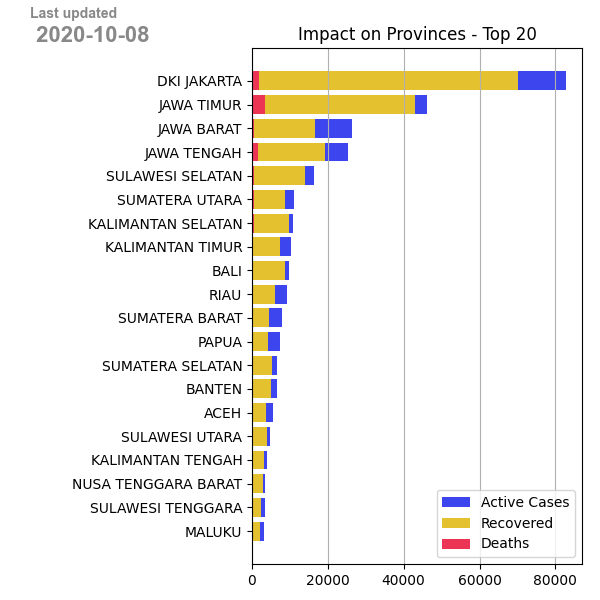 Last updated
2020-10-08
Impact on Provinces - Top 20
DKI JAKARTA
JAWA TIMUR
JAWA BARAT
JAWA TENGAH
SULAWESI SELATAN
SUMATERA UTARA
KALIMANTAN SELATAN
KALIMANTAN TIMUR
BALI
RIAU
SUMATERA BARAT
PAPUA
SUMATERA SELATAN
BANTEN
ACEH
SULAWESI UTARA
KALIMANTAN TENGAH
NUSA TENGGARA BARAT
SULAWESI TENGGARA
MALUKU
Active Cases
Recovered
Deaths
0 20000 40000 60000 80000